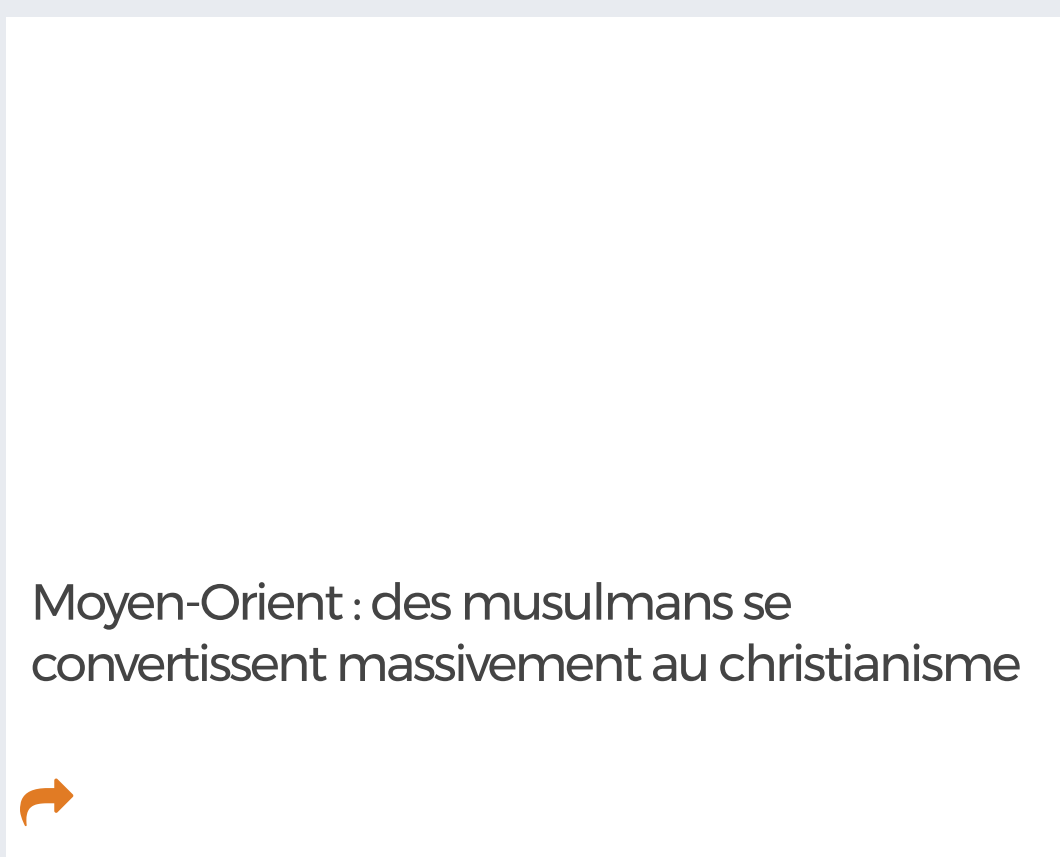 Moyen-Orient : des musulmans se
convertissent massivement au christianisme